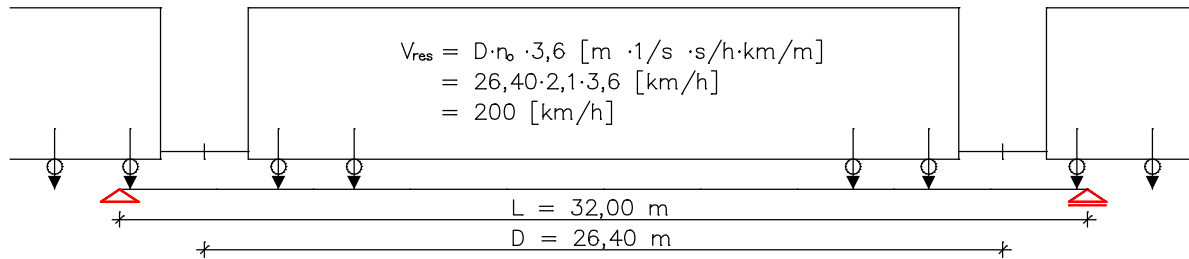 Vres = D·n₀ ·3,6 [m ·1/s ·s/h·km/m]
= 26,40·2,1·3,6 [km/h]
= 200 [km/h]
L = 32,00 m
D = 26,40 m